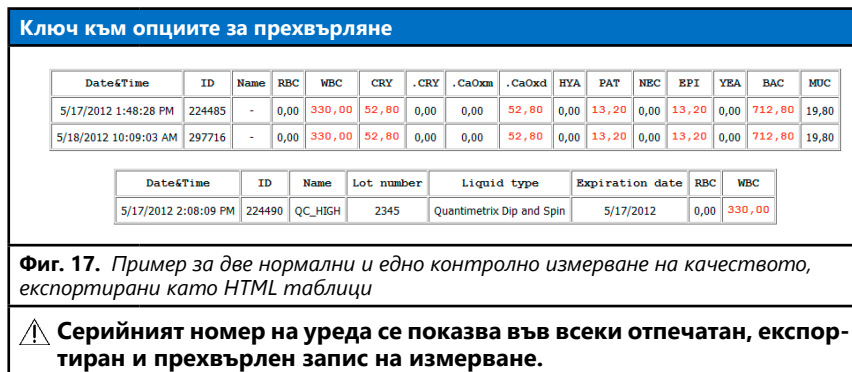 Ключ към опциите за прехвърляне
Date&Time ID Name RBC WBC CRY .CRY .CaOxm .CaOxd HYA PAT NEC EPI YEA BAC MUC
5/17/2012 1:48:28 PM 224485 - 0,00 330,00 52,80 0,00 0,00 52,80 0,00 13,20 0,00 13,20 0,00 712,80 19,80
5/18/2012 10:09:03 AM 297716 - 0,00 330,00 52,80 0,00 0,00 52,80 0,00 13,20 0,00 13,20 0,00 712,80 19,80
Date&Time ID Name Lot number Liquid type Expiration date RBC WBC
5/17/2012 2:08:09 PM 224490 QC_HIGH 2345 Quantimetrix Dip and Spin 5/17/2012 0,00 330,00
Фиг. 17. Пример за две нормални и едно контролно измерване на качеството,
експортирани като HTML таблици
Серийният номер на уреда се показва във всеки отпечатан, експор-
тиран и прехвърлен запис на измерване.